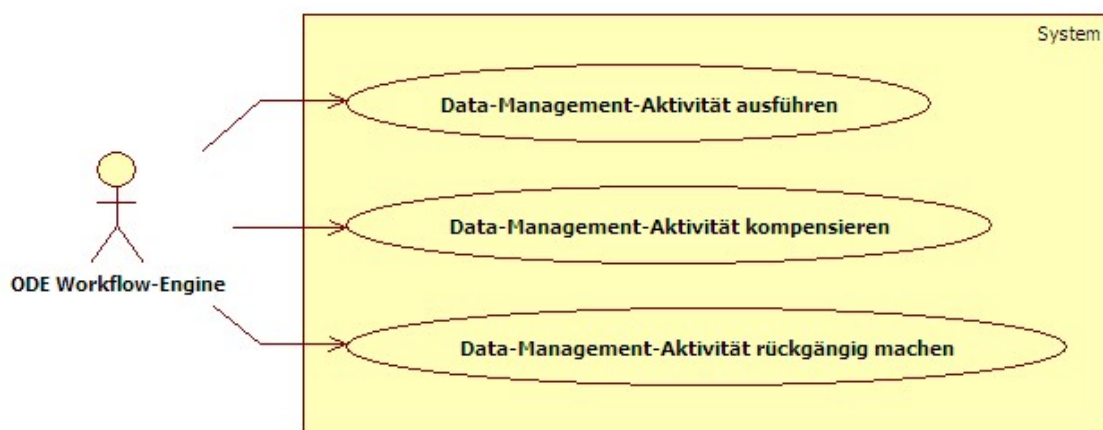 System
Data-Management-Aktivität ausführen
Data-Management-Aktivität kompensieren
ODE Workflow-Engine
Data-Management-Aktivität rückgängig machen